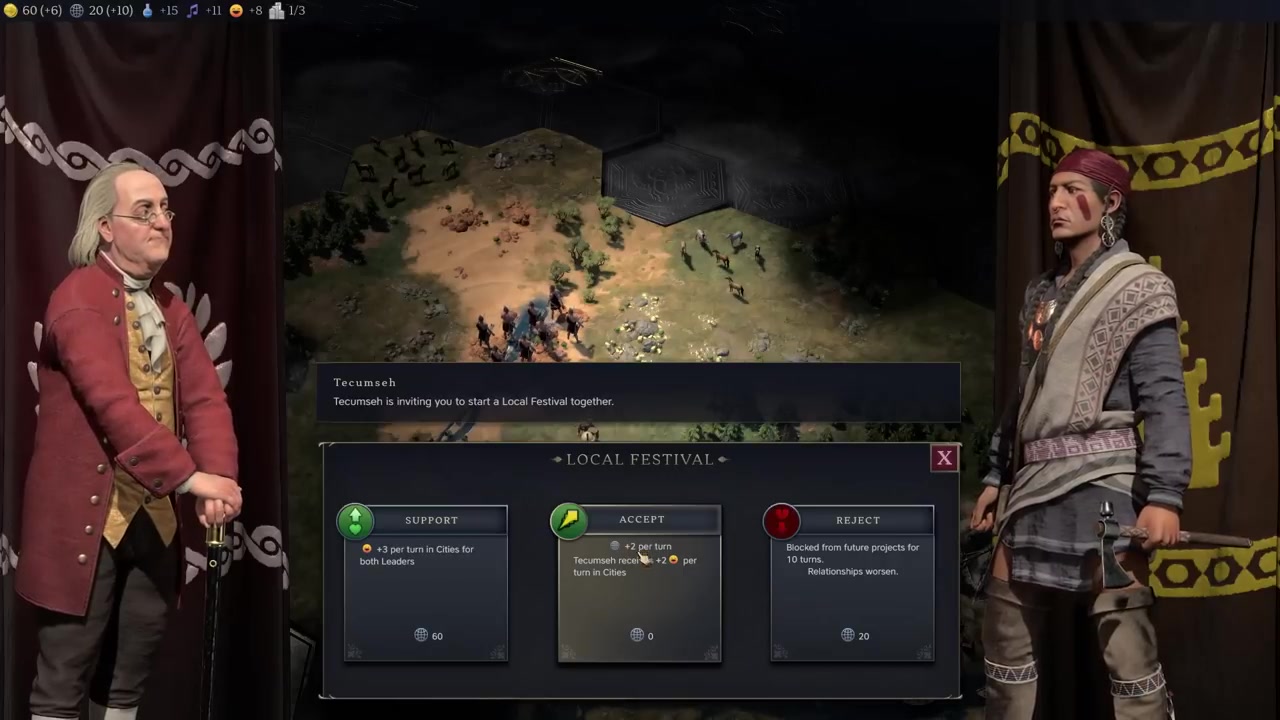 60 (+6) 20 (+10) +15 +11 +8 1/3
Tecumseh
Tecumseh is inviting you to start a Local Festival together.
LOCAL FESTIVAL
X
SUPPORT
+3 per turn in Cities for
both Leaders
60
ACCEPT
+2 per turn
Tecumseh +2 per
turn in Cities
0
REJECT
Blocked from future projects for
10 turns.
Relationships worsen.
20